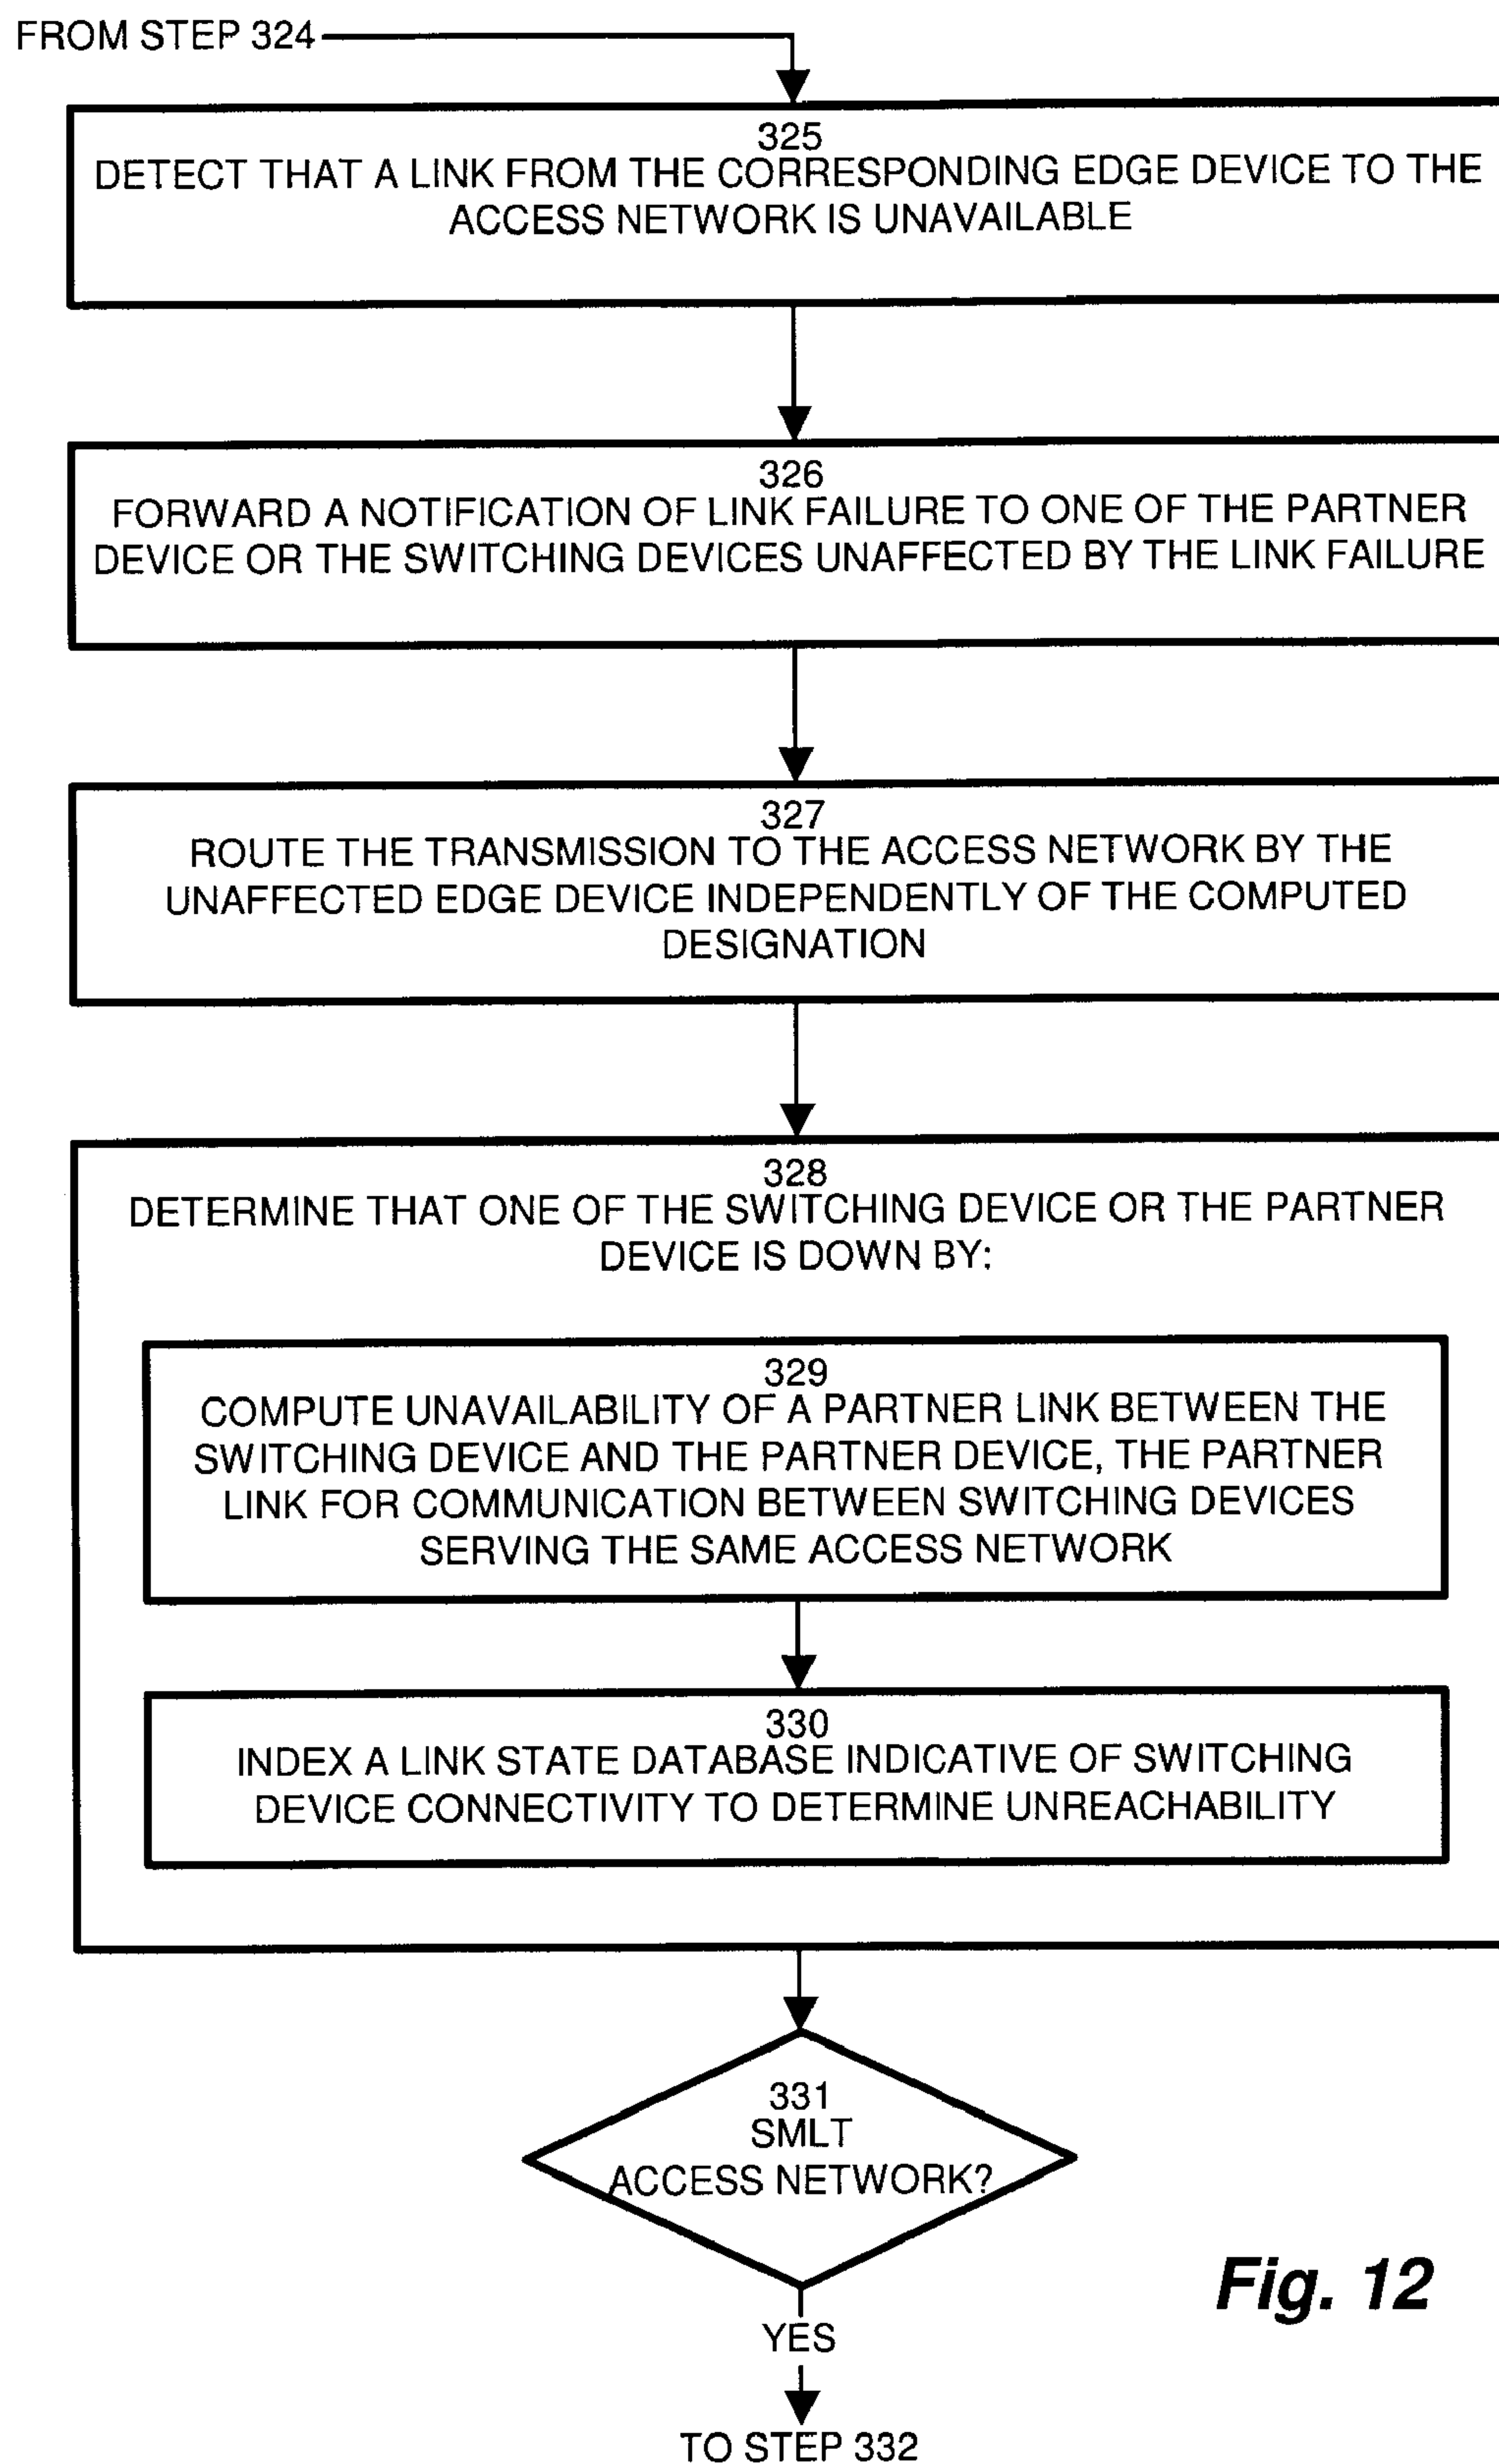 FROM STEP 324
325
DETECT THAT A LINK FROM THE CORRESPONDING EDGE DEVICE TO THE
ACCESS NETWORK IS UNAVAILABLE
326
FORWARD A NOTIFICATION OF LINK FAILURE TO ONE OF THE PARTNER
DEVICE OR THE SWITCHING DEVICES UNAFFECTED BY THE LINK FAILURE
327
ROUTE THE TRANSMISSION TO THE ACCESS NETWORK BY THE
UNAFFECTED EDGE DEVICE INDEPENDENTLY OF THE COMPUTED
DESIGNATION
328
DETERMINE THAT ONE OF THE SWITCHING DEVICE OR THE PARTNER
DEVICE IS DOWN BY:
329
COMPUTE UNAVAILABILITY OF A PARTNER LINK BETWEEN THE
SWITCHING DEVICE AND THE PARTNER DEVICE, THE PARTNER
LINK FOR COMMUNICATION BETWEEN SWITCHING DEVICES
SERVING THE SAME ACCESS NETWORK
330
INDEX A LINK STATE DATABASE INDICATIVE OF SWITCHING
DEVICE CONNECTIVITY TO DETERMINE UNREACHABILITY
331
SMLT
ACCESS NETWORK?
Fig. 12
YES
TO STEP 332